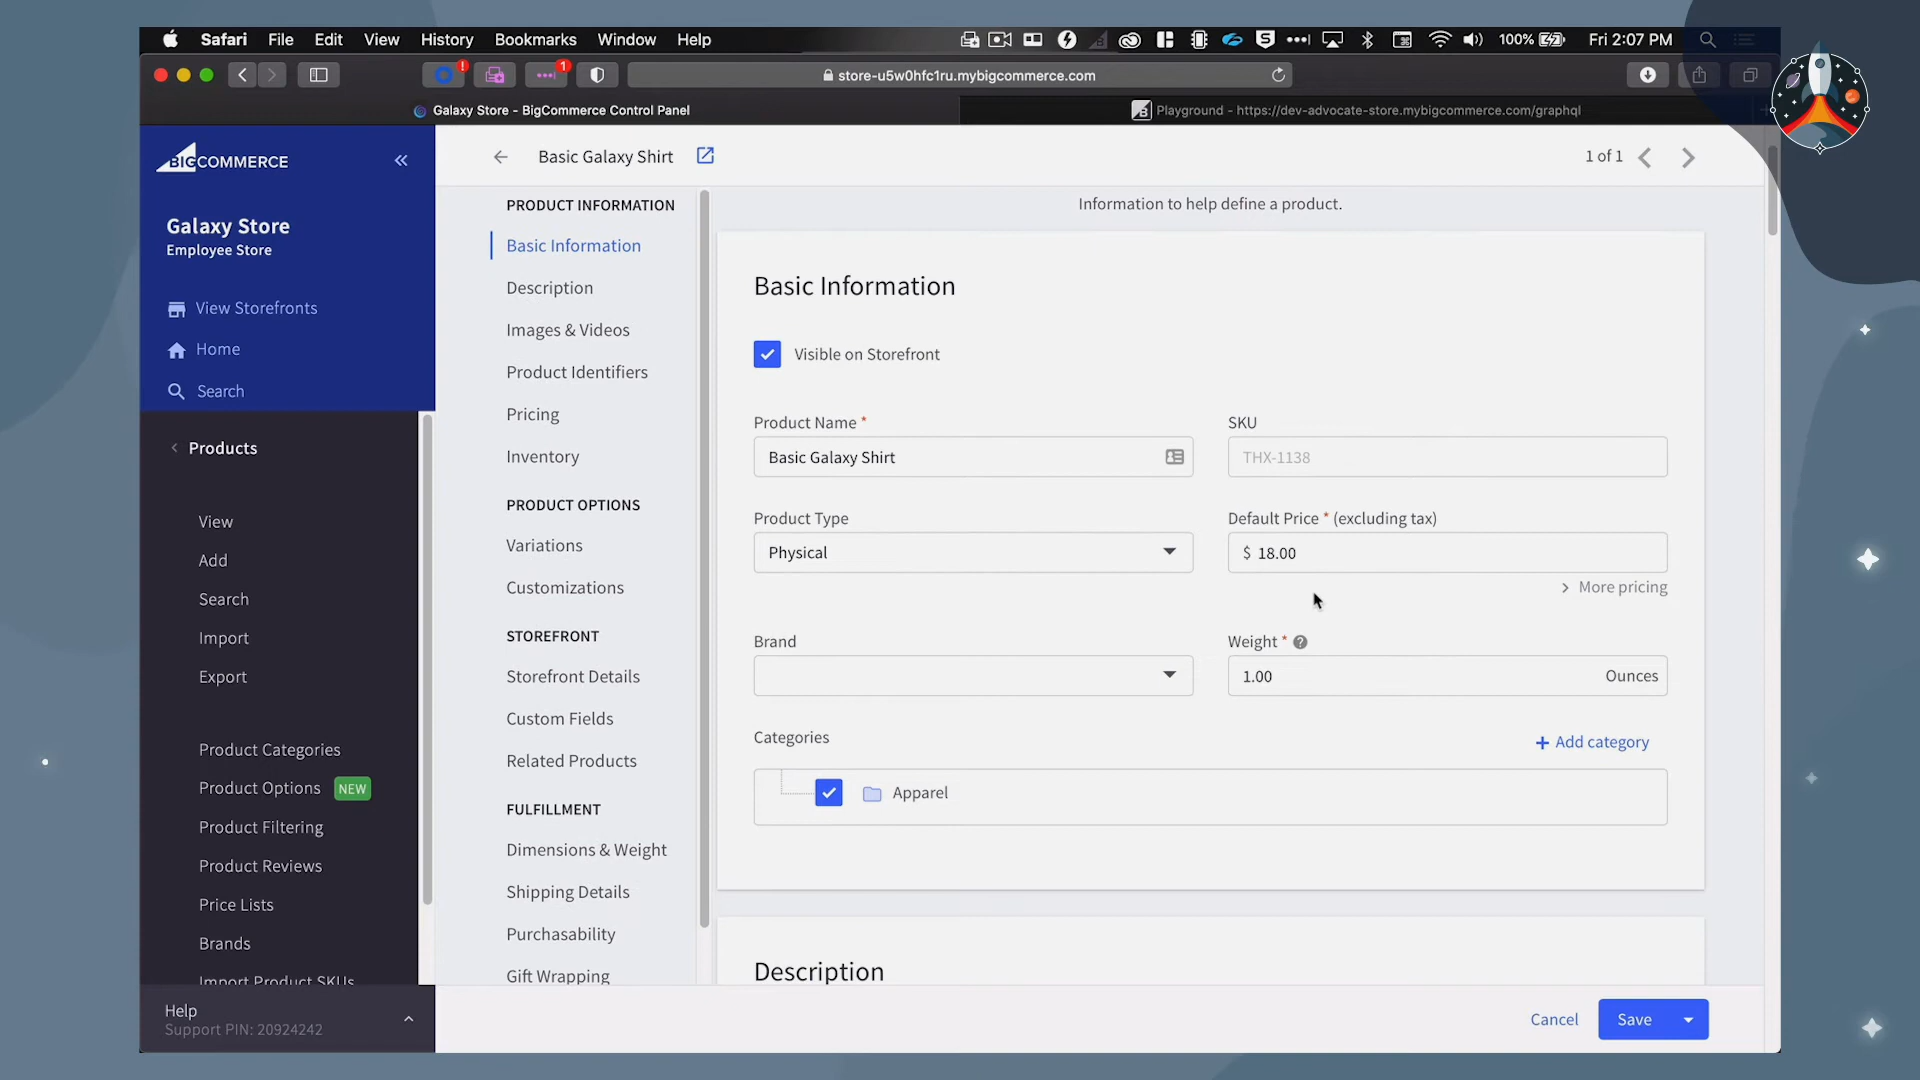 Safari File Edit View History Bookmarks Window Help
100% Fri 2:07 PM
! 1 store-u5w0hfc1ru.mybigcommerce.com
Galaxy Store - BigCommerce Control Panel
Playground - https://dev-advocate-store.mybigcommerce.com/graphql
BIGCOMMERCE
Galaxy Store
Employee Store
View Storefronts
Home
Search
Products
View
Add
Search
Import
Export
Product Categories
Product Options NEW
Product Filtering
Product Reviews
Price Lists
Brands
Import Product SKUs
Help
Support PIN: 20924242
Basic Galaxy Shirt
1 of 1
PRODUCT INFORMATION
Basic Information
Description
Images & Videos
Product Identifiers
Pricing
Inventory
PRODUCT OPTIONS
Variations
Customizations
STOREFRONT
Storefront Details
Custom Fields
Related Products
FULFILLMENT
Dimensions & Weight
Shipping Details
Purchasability
Gift Wrapping
Information to help define a product.
Basic Information
Visible on Storefront
Product Name *
Basic Galaxy Shirt
SKU
THX-1138
Product Type
Physical
Default Price * (excluding tax)
$ 18.00
More pricing
Brand
Weight * ?
1.00 Ounces
Categories
+ Add category
Apparel
Description
Cancel
Save